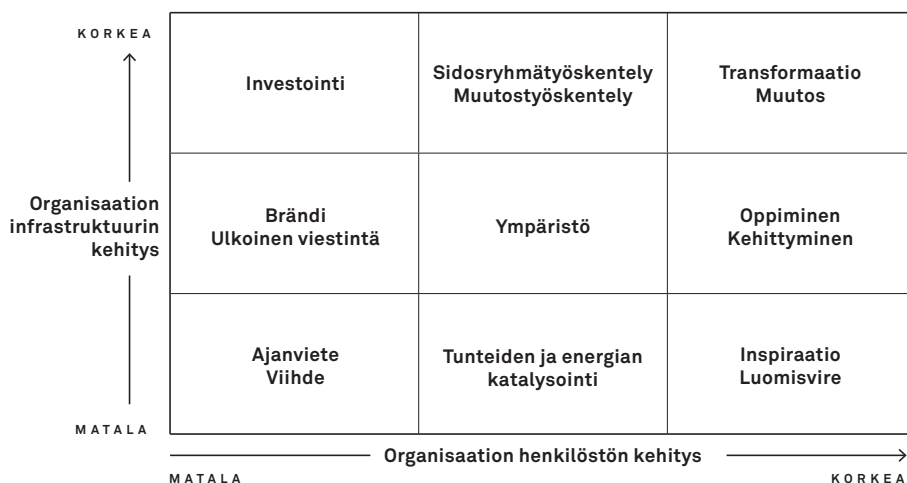 KORKEA
Investointi
Sidosryhmätyöskentely
Muutostyöskentely
Transformaatio
Muutos
Organisaation
infrastruktuurin
kehitys
Brändi
Ulkoinen viestintä
Ympäristö
Oppiminen
Kehittyminen
Ajanviete
Viihde
Tunteiden ja energian
katalysointi
Inspiraatio
Luomisvire
MATALA
Organisaation henkilöstön kehitys
MATALA
KORKEA